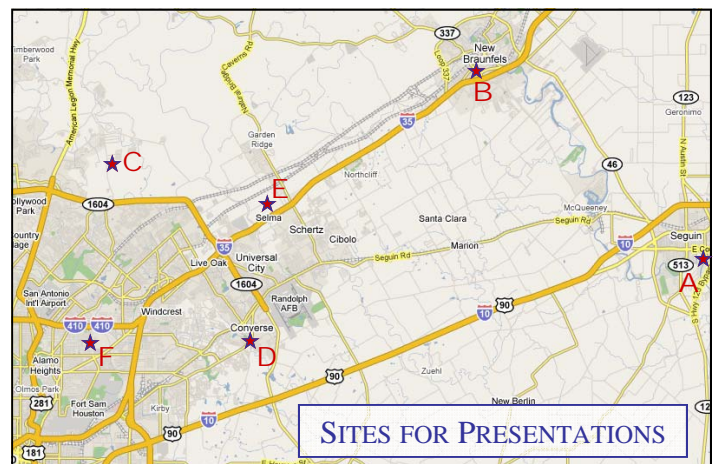 Timberwood
Park
American Legion Memorial Hwy
Caverns Rd
Natural Bridge
337
Loop 337
New
Braunfels
B
123
Geronimo
N Austin St
Garden
Ridge
35
C
Northcliff
46
Hollywood
Park
1604
E
Selma
McQueeney
Country
Village
Santa Clara
Seguin Rd
Schertz
Cibolo
35
Marion
10
Seguin
Universal
City
Live Oak
Seguin Rd
513
A
S Hwy 123 Bypass
San Antonio
Int'l Airport
1604
Randolph
AFB
90
Windcrest
10
410
410
Converse
D
F
Alamo
Heights
Olmos Park
90
Zuehl
281
Fort Sam
Houston
Kirby
10
New Berlin
90
181
SITES FOR PRESENTATIONS